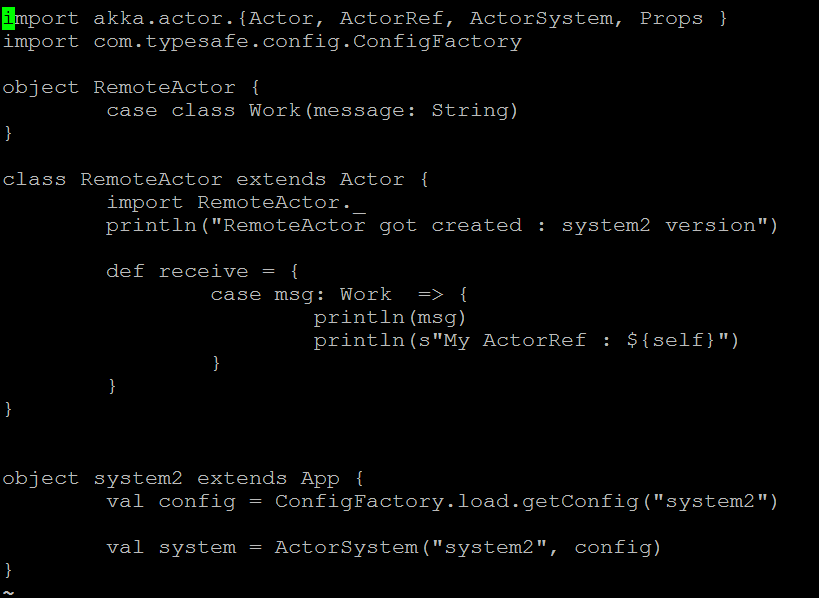 import akka.actor.{Actor, ActorRef, ActorSystem, Props }
import com.typesafe.config.ConfigFactory

object RemoteActor {
        case class Work(message: String)
}

class RemoteActor extends Actor {
        import RemoteActor._
        println("RemoteActor got created : system2 version")

        def receive = {
                case msg: Work  => {
                        println(msg)
                        println(s"My ActorRef : ${self}")
                }
        }
}


object system2 extends App {
        val config = ConfigFactory.load.getConfig("system2")

        val system = ActorSystem("system2", config)
}
~